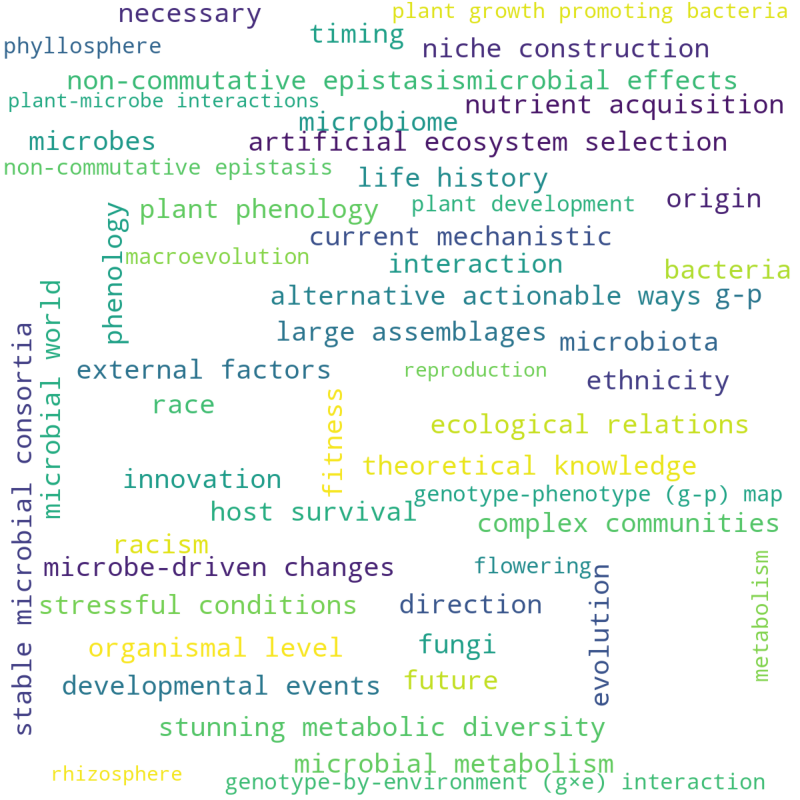 necessary
plant growth promoting bacteria
timing
phyllosphere
niche construction
non-commutative epistasis
microbial effects
plant-microbe interactions
nutrient acquisition
microbiome
microbes
artificial ecosystem selection
non-commutative epistasis
life history
origin
plant phenology
plant development
phenology
current mechanistic
macroevolution
interaction
bacteria
microbial world
alternative actionable ways
g-p
large assemblages
microbiota
stable microbial consortia
external factors
reproduction
ethnicity
race
fitness
ecological relations
theoretical knowledge
innovation
genotype-phenotype (g-p) map
host survival
complex communities
racism
microbe-driven changes
flowering
metabolism
evolution
stressful conditions
direction
organismal level
fungi
developmental events
future
stunning metabolic diversity
microbial metabolism
rhizosphere
genotype-by-environment (g×e) interaction